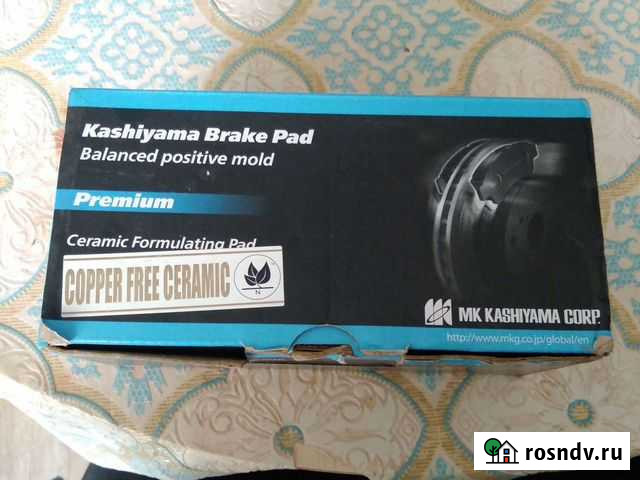 Kashiyama Brake Pad
Balanced positive mold
Premium
Ceramic Formulating Pad
COPPER FREE CERAMIC
N
MK KASHIYAMA CORP.
http://www.mkg.co.jp/global/en
rosndv.ru